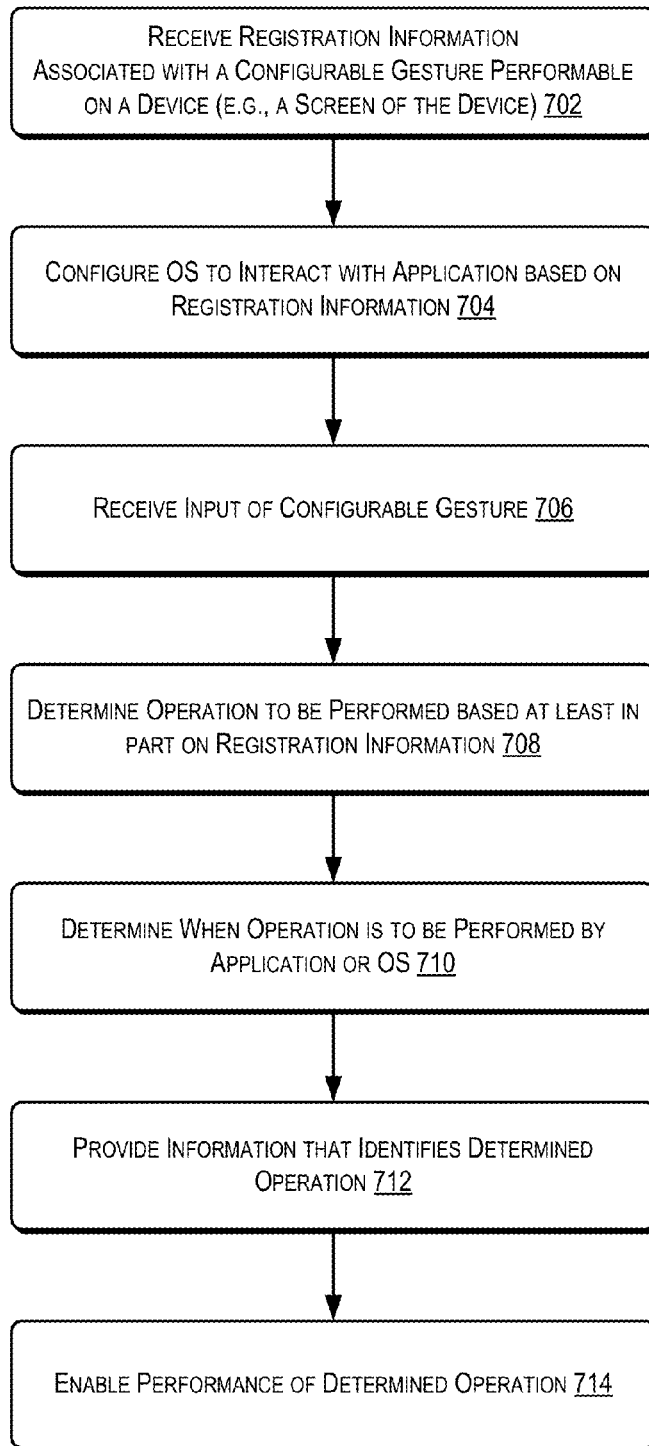 RECEIVE REGISTRATION INFORMATION
ASSOCIATED WITH A CONFIGURABLE GESTURE PERFORMABLE
ON A DEVICE (E.G., A SCREEN OF THE DEVICE) 702
CONFIGURE OS TO INTERACT WITH APPLICATION BASED ON
REGISTRATION INFORMATION 704
RECEIVE INPUT OF CONFIGURABLE GESTURE 706
DETERMINE OPERATION TO BE PERFORMED BASED AT LEAST IN
PART ON REGISTRATION INFORMATION 708
DETERMINE WHEN OPERATION IS TO BE PERFORMED BY
APPLICATION OR OS 710
PROVIDE INFORMATION THAT IDENTIFIES DETERMINED
OPERATION 712
ENABLE PERFORMANCE OF DETERMINED OPERATION 714